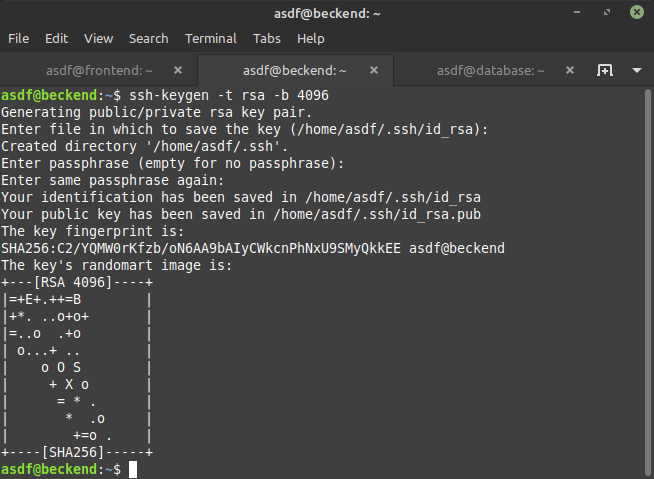 asdf@beckend: ~
File Edit View Search Terminal Tabs Help
asdf@frontend: ~ × asdf@beckend: ~ × asdf@database: ~ ×
asdf@beckend:~$ ssh-keygen -t rsa -b 4096
Generating public/private rsa key pair.
Enter file in which to save the key (/home/asdf/.ssh/id_rsa):
Created directory '/home/asdf/.ssh'.
Enter passphrase (empty for no passphrase):
Enter same passphrase again:
Your identification has been saved in /home/asdf/.ssh/id_rsa
Your public key has been saved in /home/asdf/.ssh/id_rsa.pub
The key fingerprint is:
SHA256:C2/YQMW0rKfzb/oN6AA9bAIyCWkcnPhNxU9SMyQkkEE asdf@beckend
The key's randomart image is:
+---[RSA 4096]----+
|=+E+.++=B        |
|+*. ..o+o+       |
|=..o  .+o        |
| o...+ ..        |
|    o O S        |
|     + X o       |
|      = * .      |
|       *  .o     |
|        +=o .    |
+----[SHA256]-----+
asdf@beckend:~$